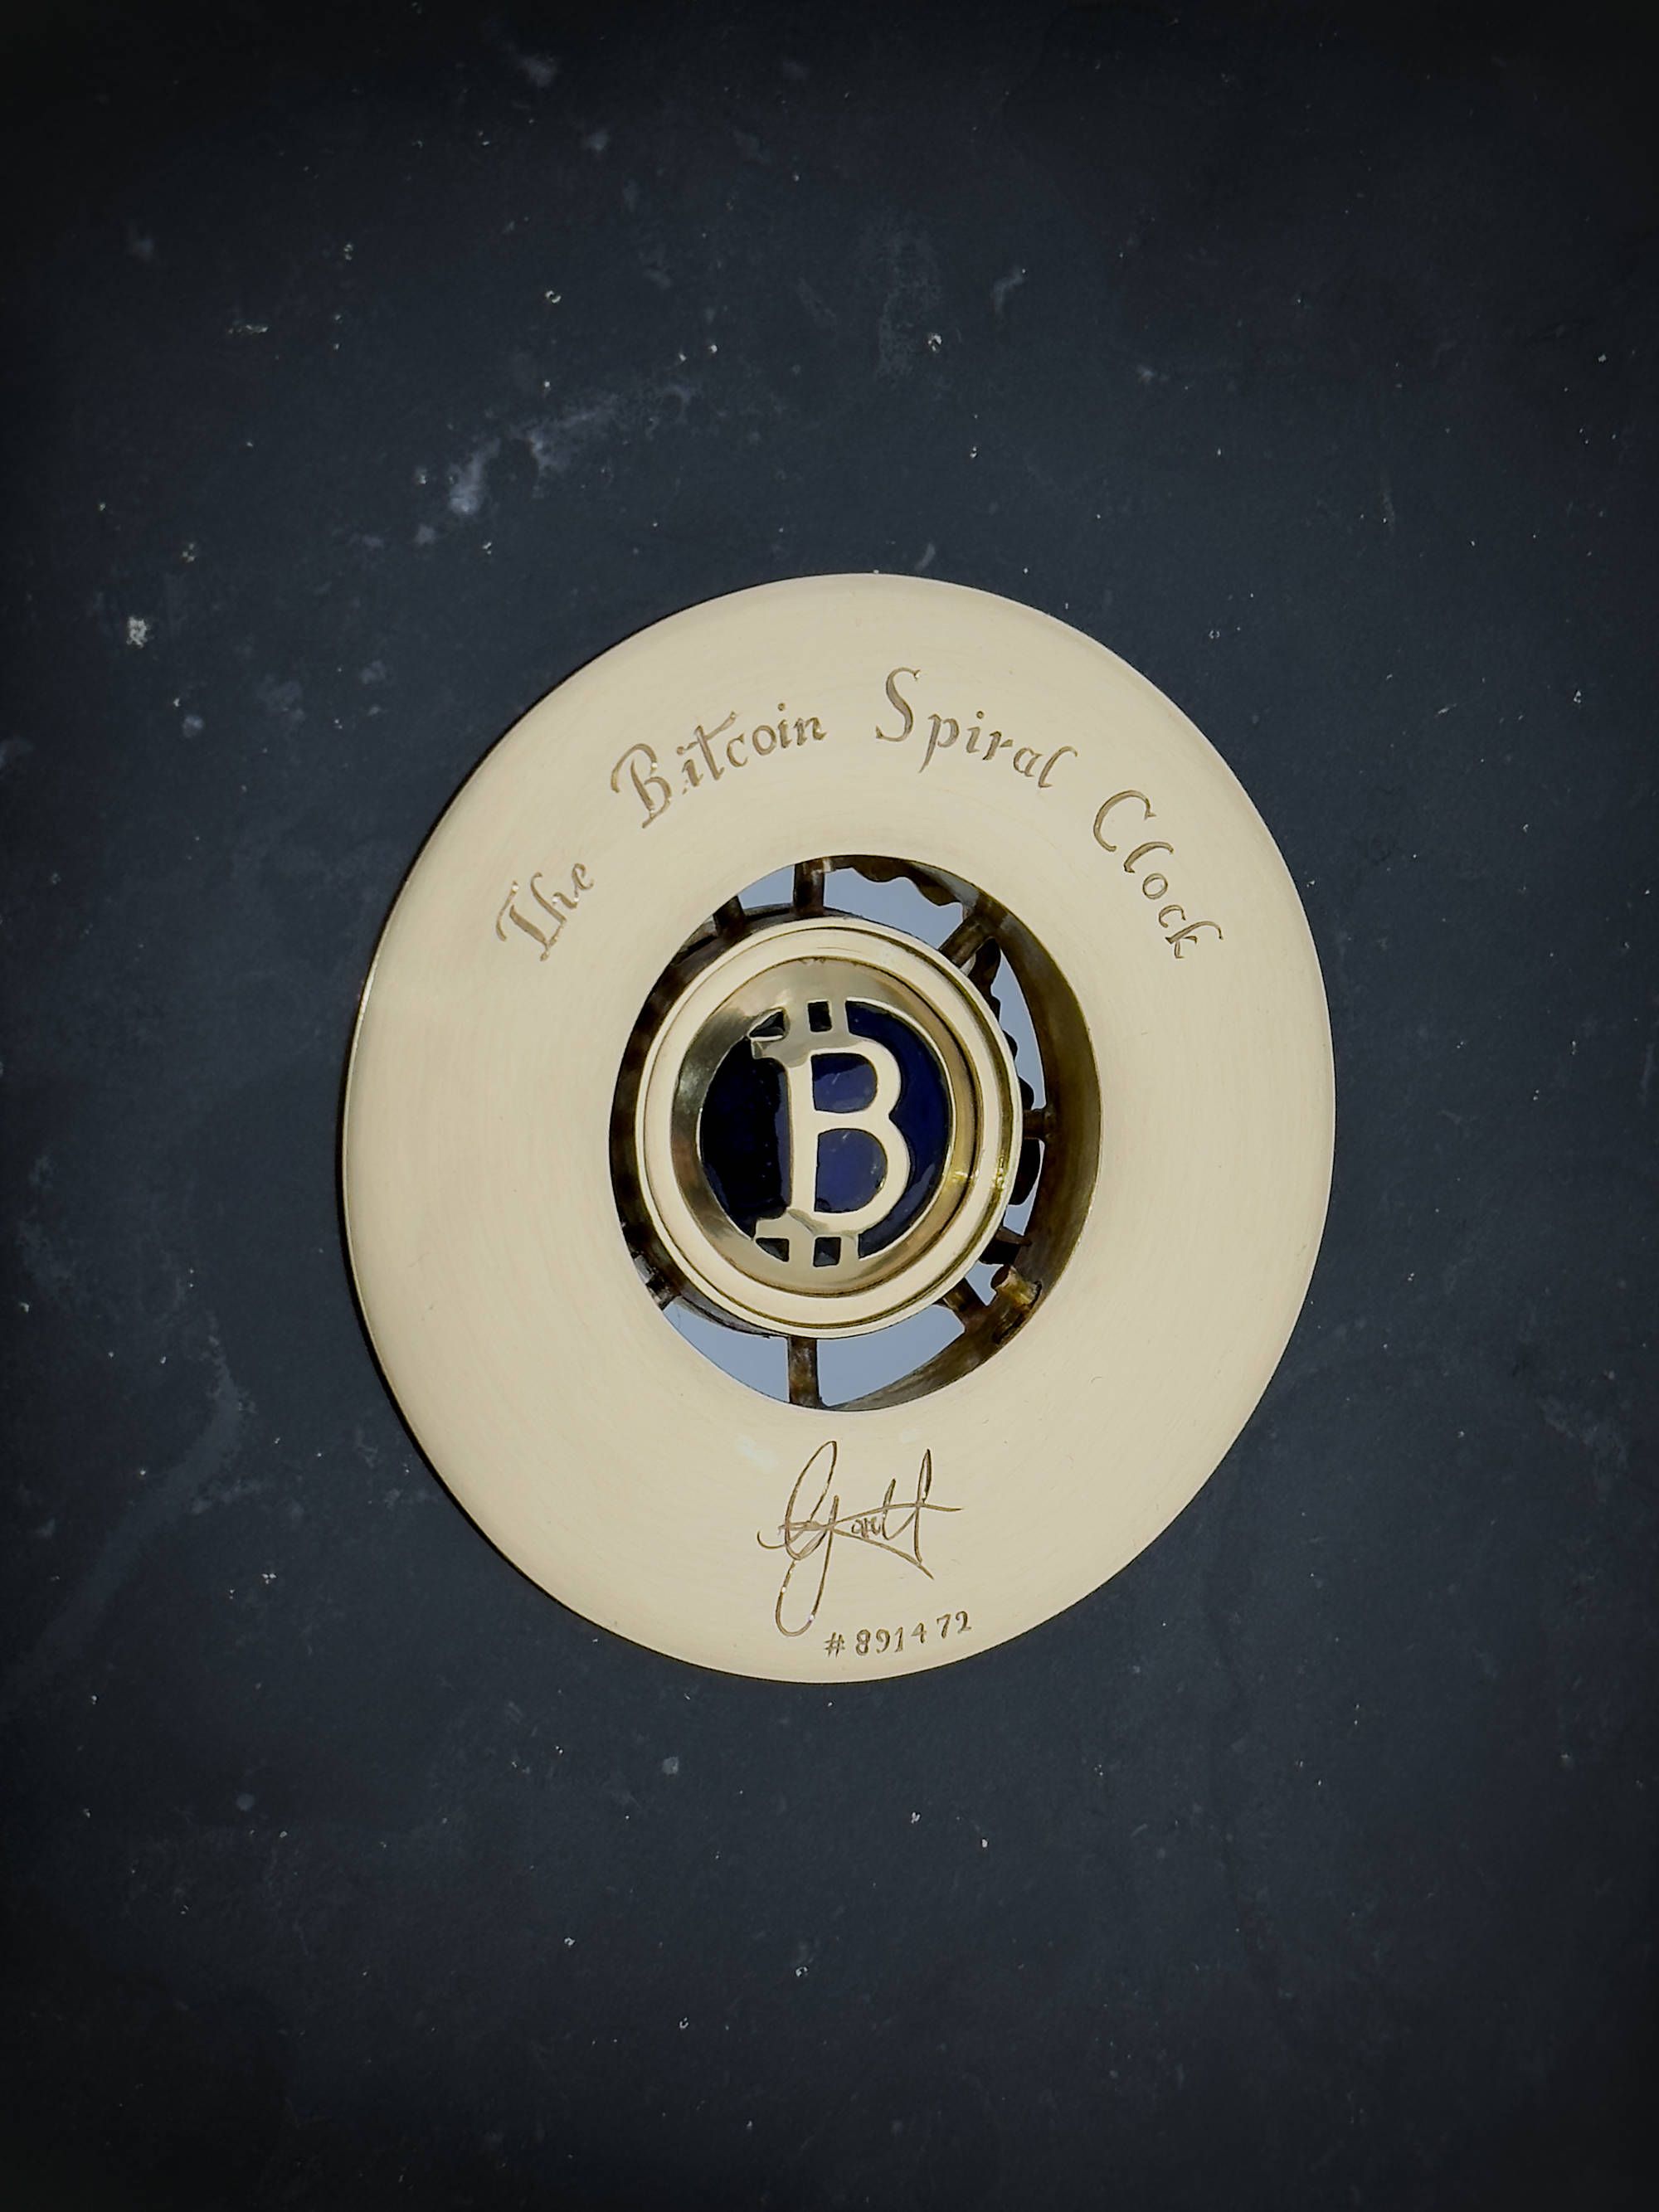 The Bitcoin Spiral Clock
B
#891472